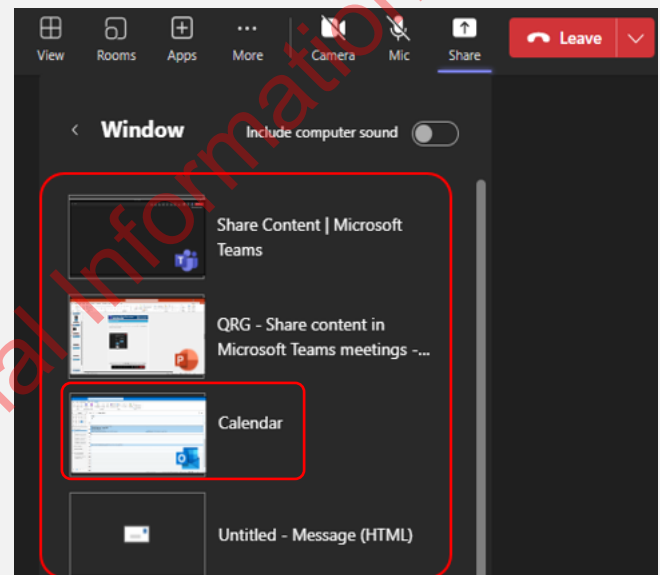 View Rooms Apps More Camera Mic Share Leave
Window Include computer sound
Share Content | Microsoft
Teams
QRG - Share content in
Microsoft Teams meetings -...
Calendar
Untitled - Message (HTML)
al Information